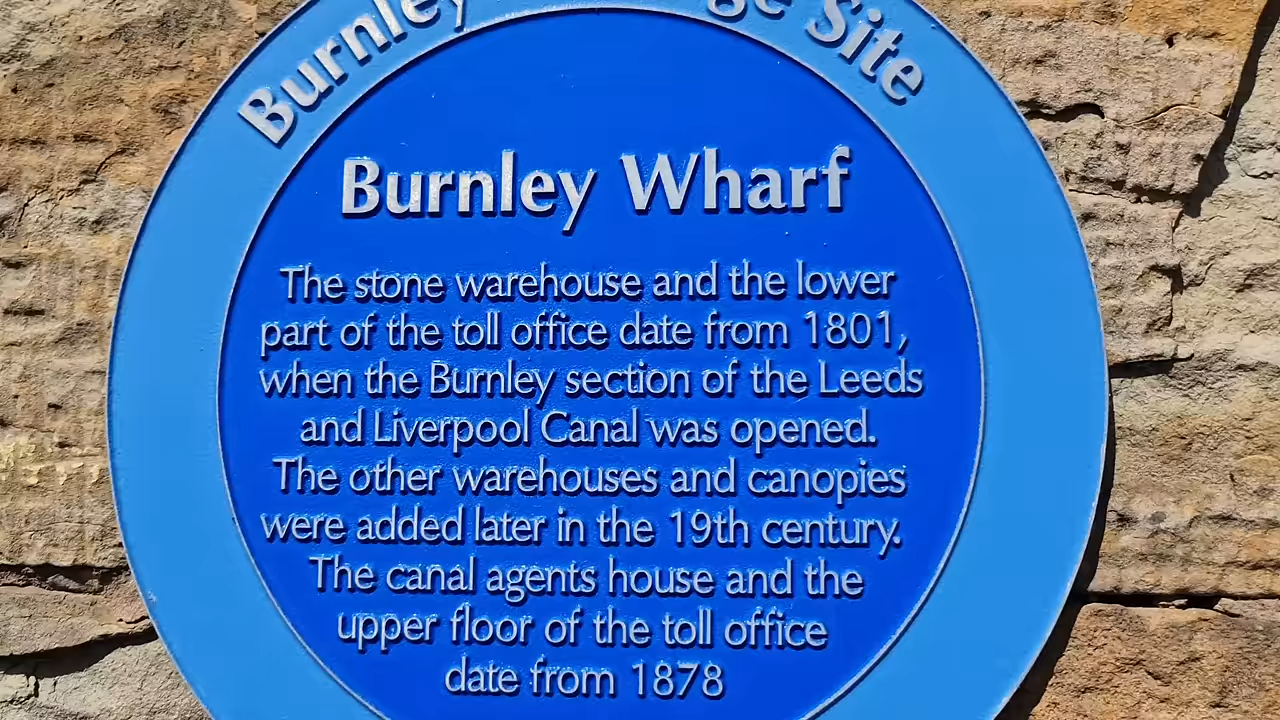 Burnley Site
Burnley Wharf
The stone warehouse and the lower
part of the toll office date from 1801,
when the Burnley section of the Leeds
and Liverpool Canal was opened.
The other warehouses and canopies
were added later in the 19th century.
The canal agents house and the
upper floor of the toll office
date from 1878